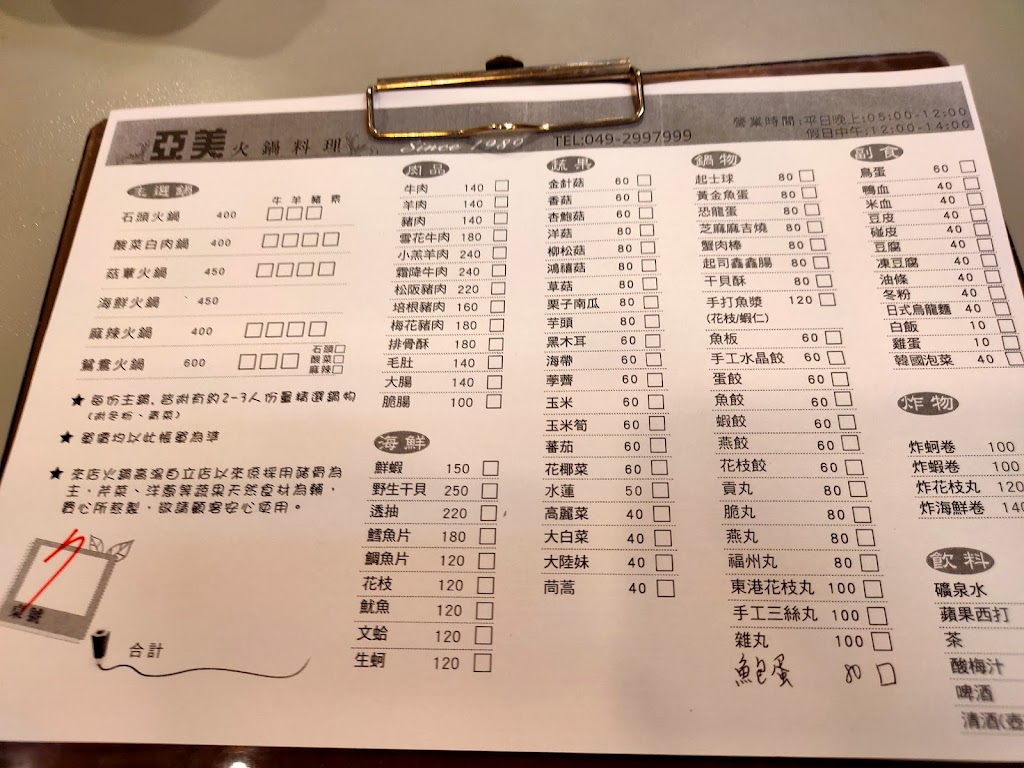 亞美火鍋料理
Since 1980
TEL:049-2997999
營業時間:平日晚上:05:00-12:00
假日中午:12:00-14:00
主選鍋
牛 羊 豬
石頭火鍋 400
酸菜白肉鍋 400
菇蕈火鍋 450
海鮮火鍋 450
麻辣火鍋 400
鴛鴦火鍋 600
石頭
酸菜
麻辣
★ 每份主鍋,皆附有約2-3人份量精選鍋物
(附冬粉、素菜)
★ 單價均以此帳單為準
★ 來店火鍋高湯自立店以來原採用豬骨為
主,芹菜、洋蔥等蔬果天然食材為輔,
費心所熬製,敬請顧客安心使用。
桌號
合計
廚品
牛肉 140
羊肉 140
豬肉 140
雪花牛肉 180
小羔羊肉 240
霜降牛肉 240
松阪豬肉 220
培根豬肉 160
梅花豬肉 180
排骨酥 180
毛肚 140
大腸 140
脆腸 100
海鮮
鮮蝦 150
野生干貝 250
透抽 220
鱈魚片 180
鯛魚片 120
花枝 120
魷魚 120
文蛤 120
生蚵 120
蔬果
金針菇 60
香菇 60
杏鮑菇 60
洋菇 80
柳松菇 80
鴻禧菇 80
草菇 80
栗子南瓜 80
芋頭 80
黑木耳 60
海帶 60
荸薺 60
玉米 60
玉米筍 60
蕃茄 60
花椰菜 60
水蓮 50
高麗菜 40
大白菜 40
大陸妹 40
茼蒿 40
鍋物
起士球 80
黃金魚蛋 80
恐龍蛋 80
芝麻麻吉燒 80
蟹肉棒 80
起司鑫鑫腸 80
干貝酥 80
手打魚漿 120
(花枝/蝦仁)
魚板 60
手工水晶餃 60
蛋餃 60
魚餃 60
蝦餃 60
燕餃 60
花枝餃 60
貢丸 80
脆丸 80
燕丸 80
福州丸 80
東港花枝丸 100
手工三絲丸 100
雜丸 100
鮑蛋 80
副食
鳥蛋 60
鴨血 40
米血 40
豆皮 40
碰皮 40
豆腐 40
凍豆腐 40
油條 40
冬粉 40
日式烏龍麵 40
白飯 10
雞蛋 10
韓國泡菜 40
炸物
炸蚵卷 100
炸蝦卷 100
炸花枝丸 120
炸海鮮卷 140
飲料
礦泉水
蘋果西打
茶
酸梅汁
啤酒
清酒(壺